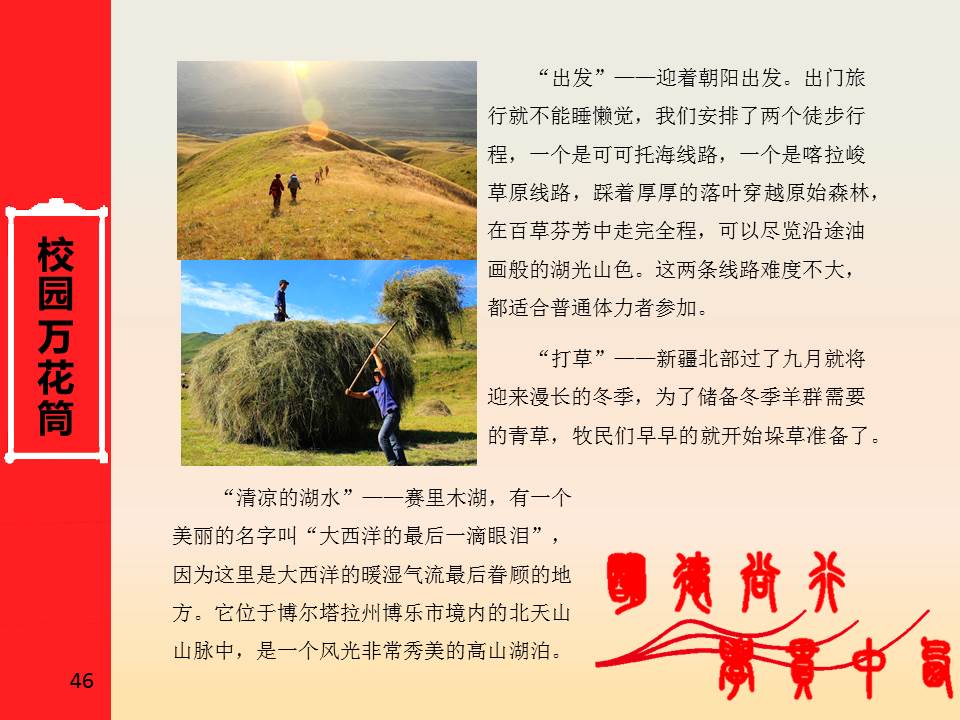 校园万花筒
“出发”——迎着朝阳出发。出门旅
行就不能睡懒觉，我们安排了两个徒步行
程，一个是可可托海线路，一个是喀拉峻
草原线路，踩着厚厚的落叶穿越原始森林，
在百草芬芳中走完全程，可以尽览沿途油
画般的湖光山色。这两条线路难度不大，
都适合普通体力者参加。
“打草”——新疆北部过了九月就将
迎来漫长的冬季，为了储备冬季羊群需要
的青草，牧民们早早的就开始垛草准备了。
“清凉的湖水”——赛里木湖，有一个
美丽的名字叫“大西洋的最后一滴眼泪”，
因为这里是大西洋的暖湿气流最后眷顾的地
方。它位于博尔塔拉州博乐市境内的北天山
山脉中，是一个风光非常秀美的高山湖泊。
明德尚行
學貫中西
46